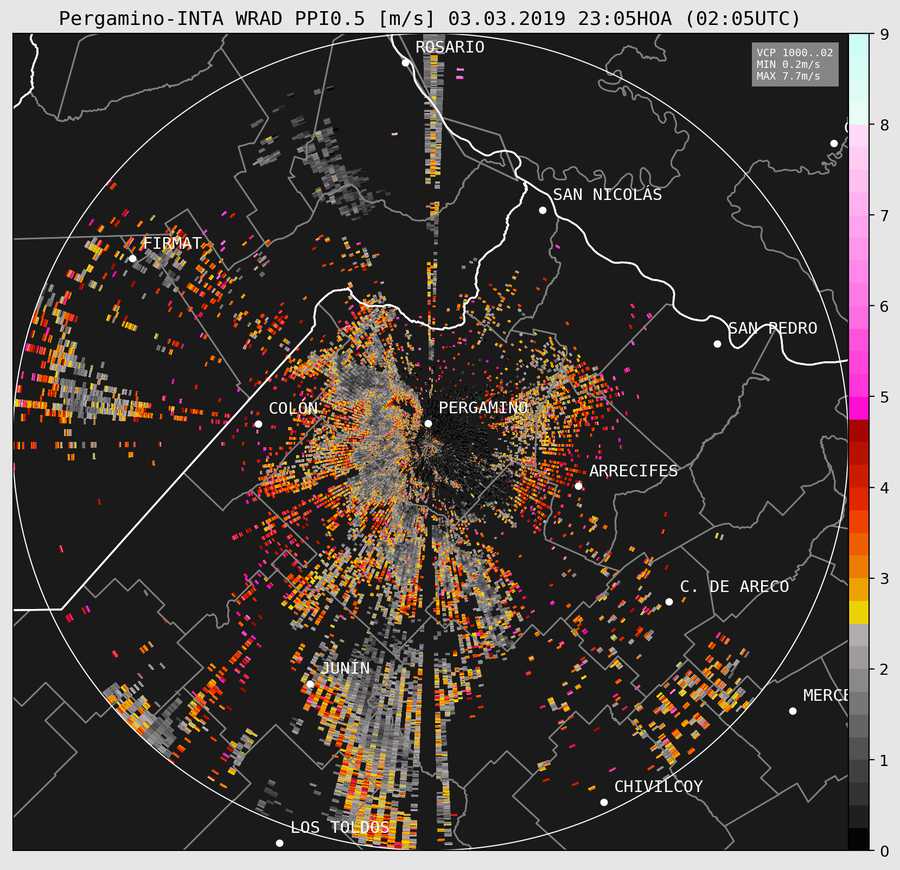 Pergamino-INTA WRAD PPI0.5 [m/s] 03.03.2019 23:05HOA (02:05UTC)
VCP 1000..02
MIN 0.2m/s
MAX 7.7m/s
ROSARIO
SAN NICOLÁS
FIRMAT
SAN PEDRO
COLÓN
PERGAMINO
ARRECIFES
C. DE ARECO
JUNÍN
MERCE
CHIVILCOY
LOS TOLDOS
9
8
7
6
5
4
3
2
1
0